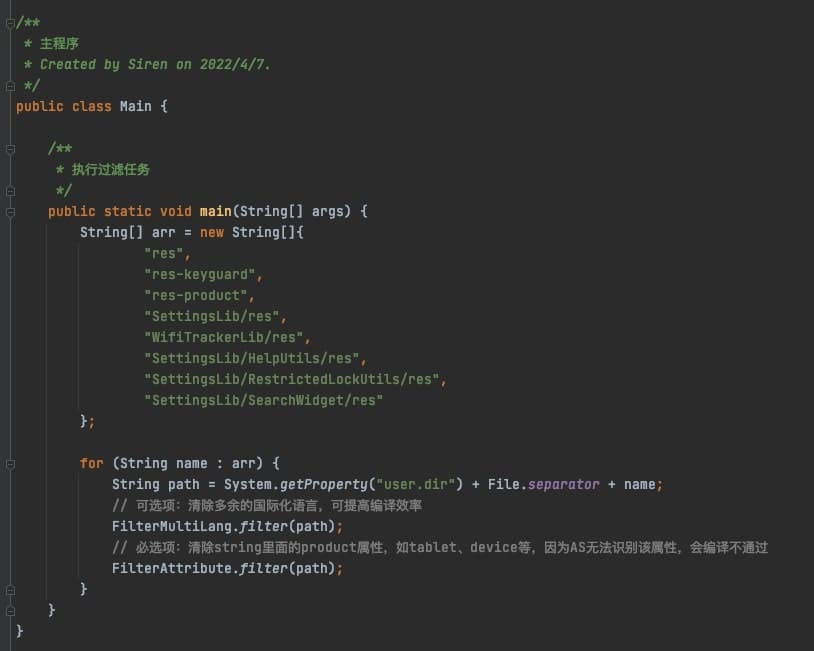 /**
 * 主程序
 * Created by Siren on 2022/4/7.
 */
public class Main {
    /**
     * 执行过滤任务
     */
    public static void main(String[] args) {
        String[] arr = new String[]{
                "res",
                "res-keyguard",
                "res-product",
                "SettingsLib/res",
                "WifiTrackerLib/res",
                "SettingsLib/HelpUtils/res",
                "SettingsLib/RestrictedLockUtils/res",
                "SettingsLib/SearchWidget/res"
        };
        for (String name : arr) {
            String path = System.getProperty("user.dir") + File.separator + name;
            // 可选项：清除多余的国际化语言，可提高编译效率
            FilterMultiLang.filter(path);
            // 必选项：清除string里面的product属性，如tablet、device等，因为AS无法识别该属性，会编译不通过
            FilterAttribute.filter(path);
        }
    }
}